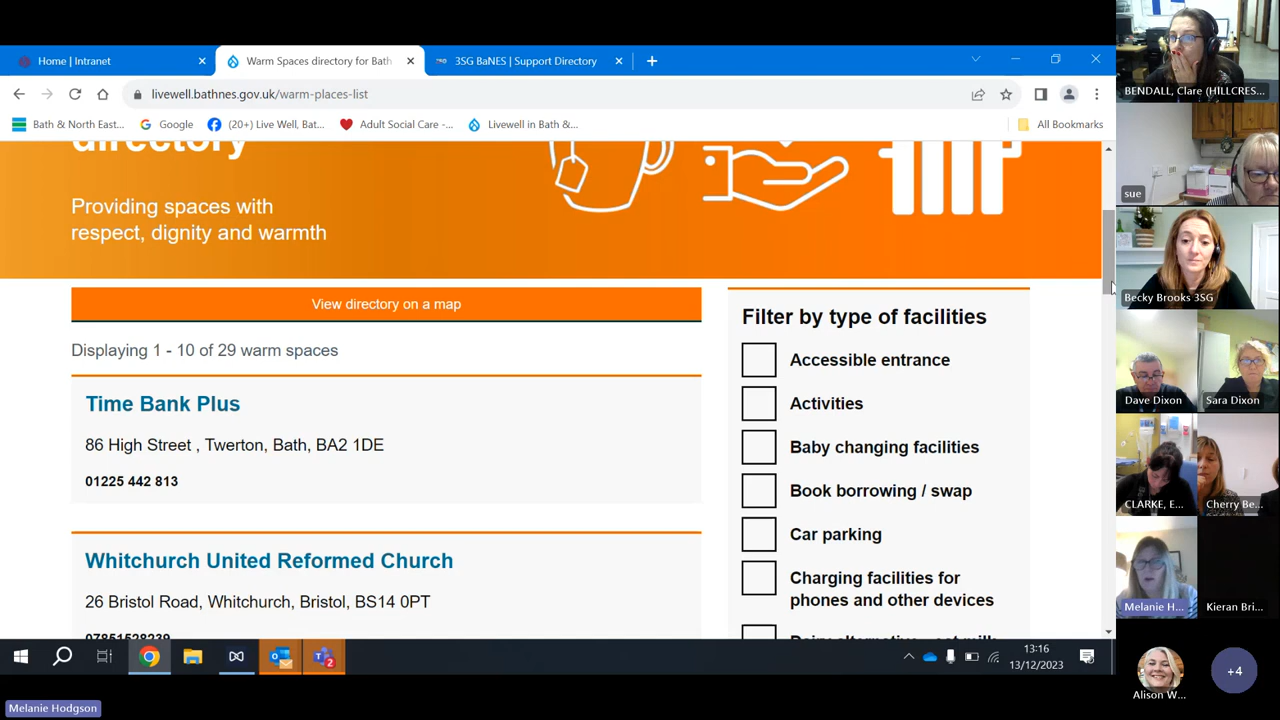 Home | Intranet
Warm Spaces directory for Bath
3SG BaNES | Support Directory
livewell.bathnes.gov.uk/warm-places-list
Bath & North East...
Google
(20+) Live Well, Bat...
Adult Social Care -...
Livewell in Bath &...
All Bookmarks
directory
Providing spaces with
respect, dignity and warmth
View directory on a map
Displaying 1 - 10 of 29 warm spaces
Time Bank Plus
86 High Street , Twerton, Bath, BA2 1DE
01225 442 813
Whitchurch United Reformed Church
26 Bristol Road, Whitchurch, Bristol, BS14 0PT
07851528239
Filter by type of facilities
Accessible entrance
Activities
Baby changing facilities
Book borrowing / swap
Car parking
Charging facilities for
phones and other devices
Dairy alternative - oat milk
2
13:16
13/12/2023
BENDALL, Clare (HILLCRES...
sue
Becky Brooks 3SG
Dave Dixon
Sara Dixon
CLARKE, E...
Cherry Be...
Melanie H...
Kieran Bri...
Alison W...
+4
Melanie Hodgson